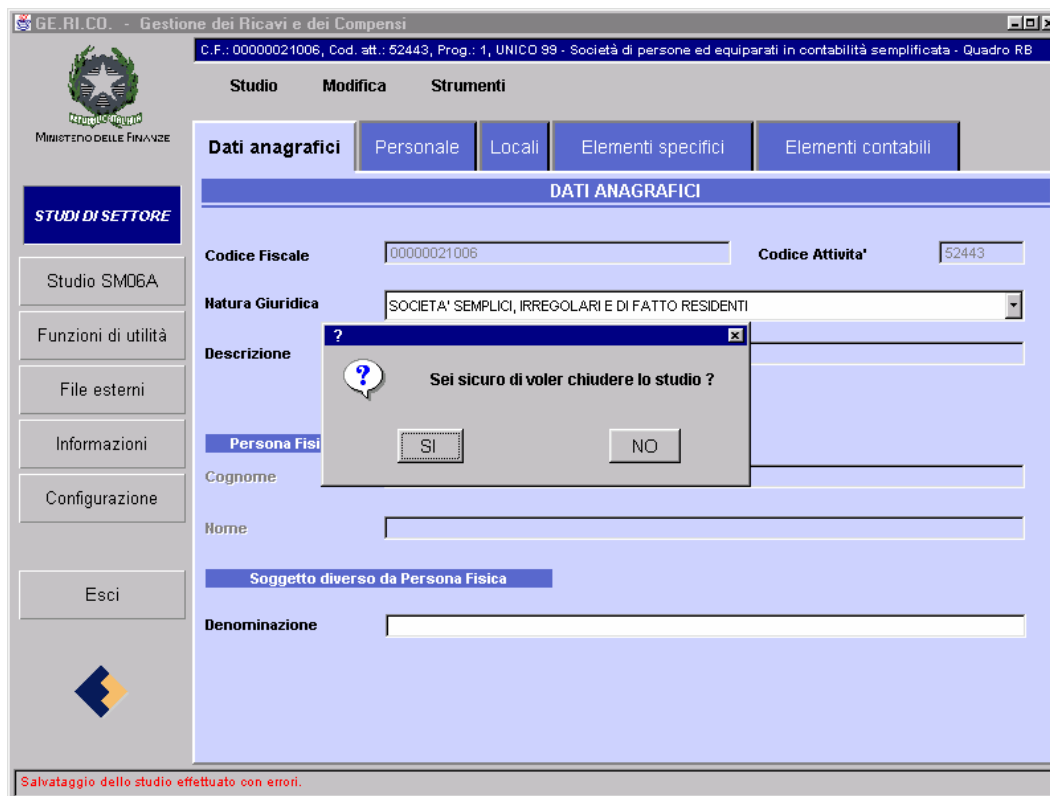 GE.RI.CO. - Gestione dei Ricavi e dei Compensi
C.F.: 00000021006, Cod. att.: 52443, Prog.: 1, UNICO 99 - Società di persone ed equiparati in contabilità semplificata - Quadro RB
Studio Modifica Strumenti
MINISTERO DELLE FINANZE
Dati anagrafici Personale Locali Elementi specifici Elementi contabili
DATI ANAGRAFICI
STUDI DI SETTORE
Codice Fiscale 00000021006 Codice Attivita' 52443
Studio SM06A
Natura Giuridica SOCIETA' SEMPLICI, IRREGOLARI E DI FATTO RESIDENTI
Funzioni di utilità
?
Descrizione
Sei sicuro di voler chiudere lo studio ?
File esterni
Informazioni
Persona Fisi
SI NO
Cognome
Configurazione
Nome
Soggetto diverso da Persona Fisica
Esci
Denominazione
Salvataggio dello studio effettuato con errori.